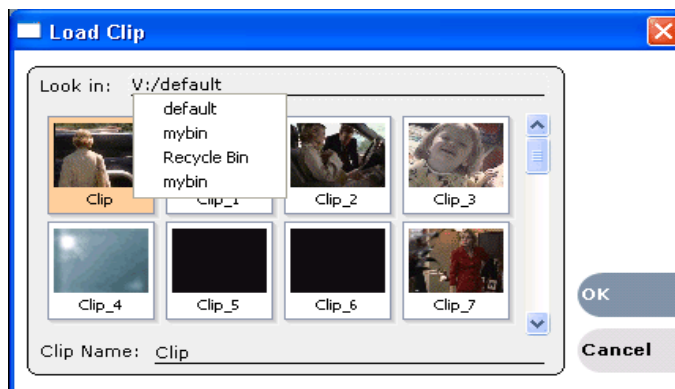 Load Clip
Look in: V:/default
default
mybin
Recycle Bin
mybin
Clip
Clip_1
Clip_2
Clip_3
Clip_4
Clip_5
Clip_6
Clip_7
OK
Cancel
Clip Name: Clip